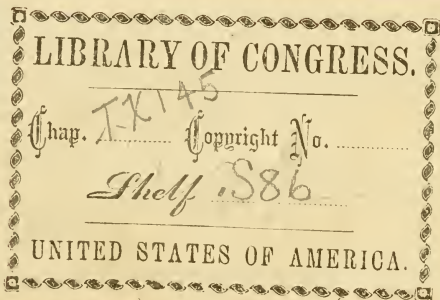 LIBRARY OF CONGRESS.
Chap. TX145 Copyright No. ..........
Shelf .S86
UNITED STATES OF AMERICA.